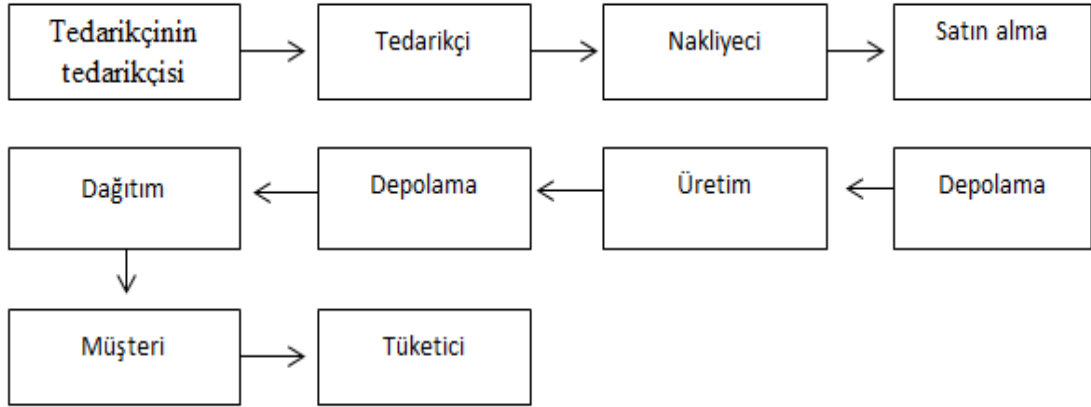 Tedarikçinin
tedarikçisi
Tedarikçi
Nakliyeci
Satın alma
Depolama
Üretim
Depolama
Dağıtım
Müşteri
Tüketici